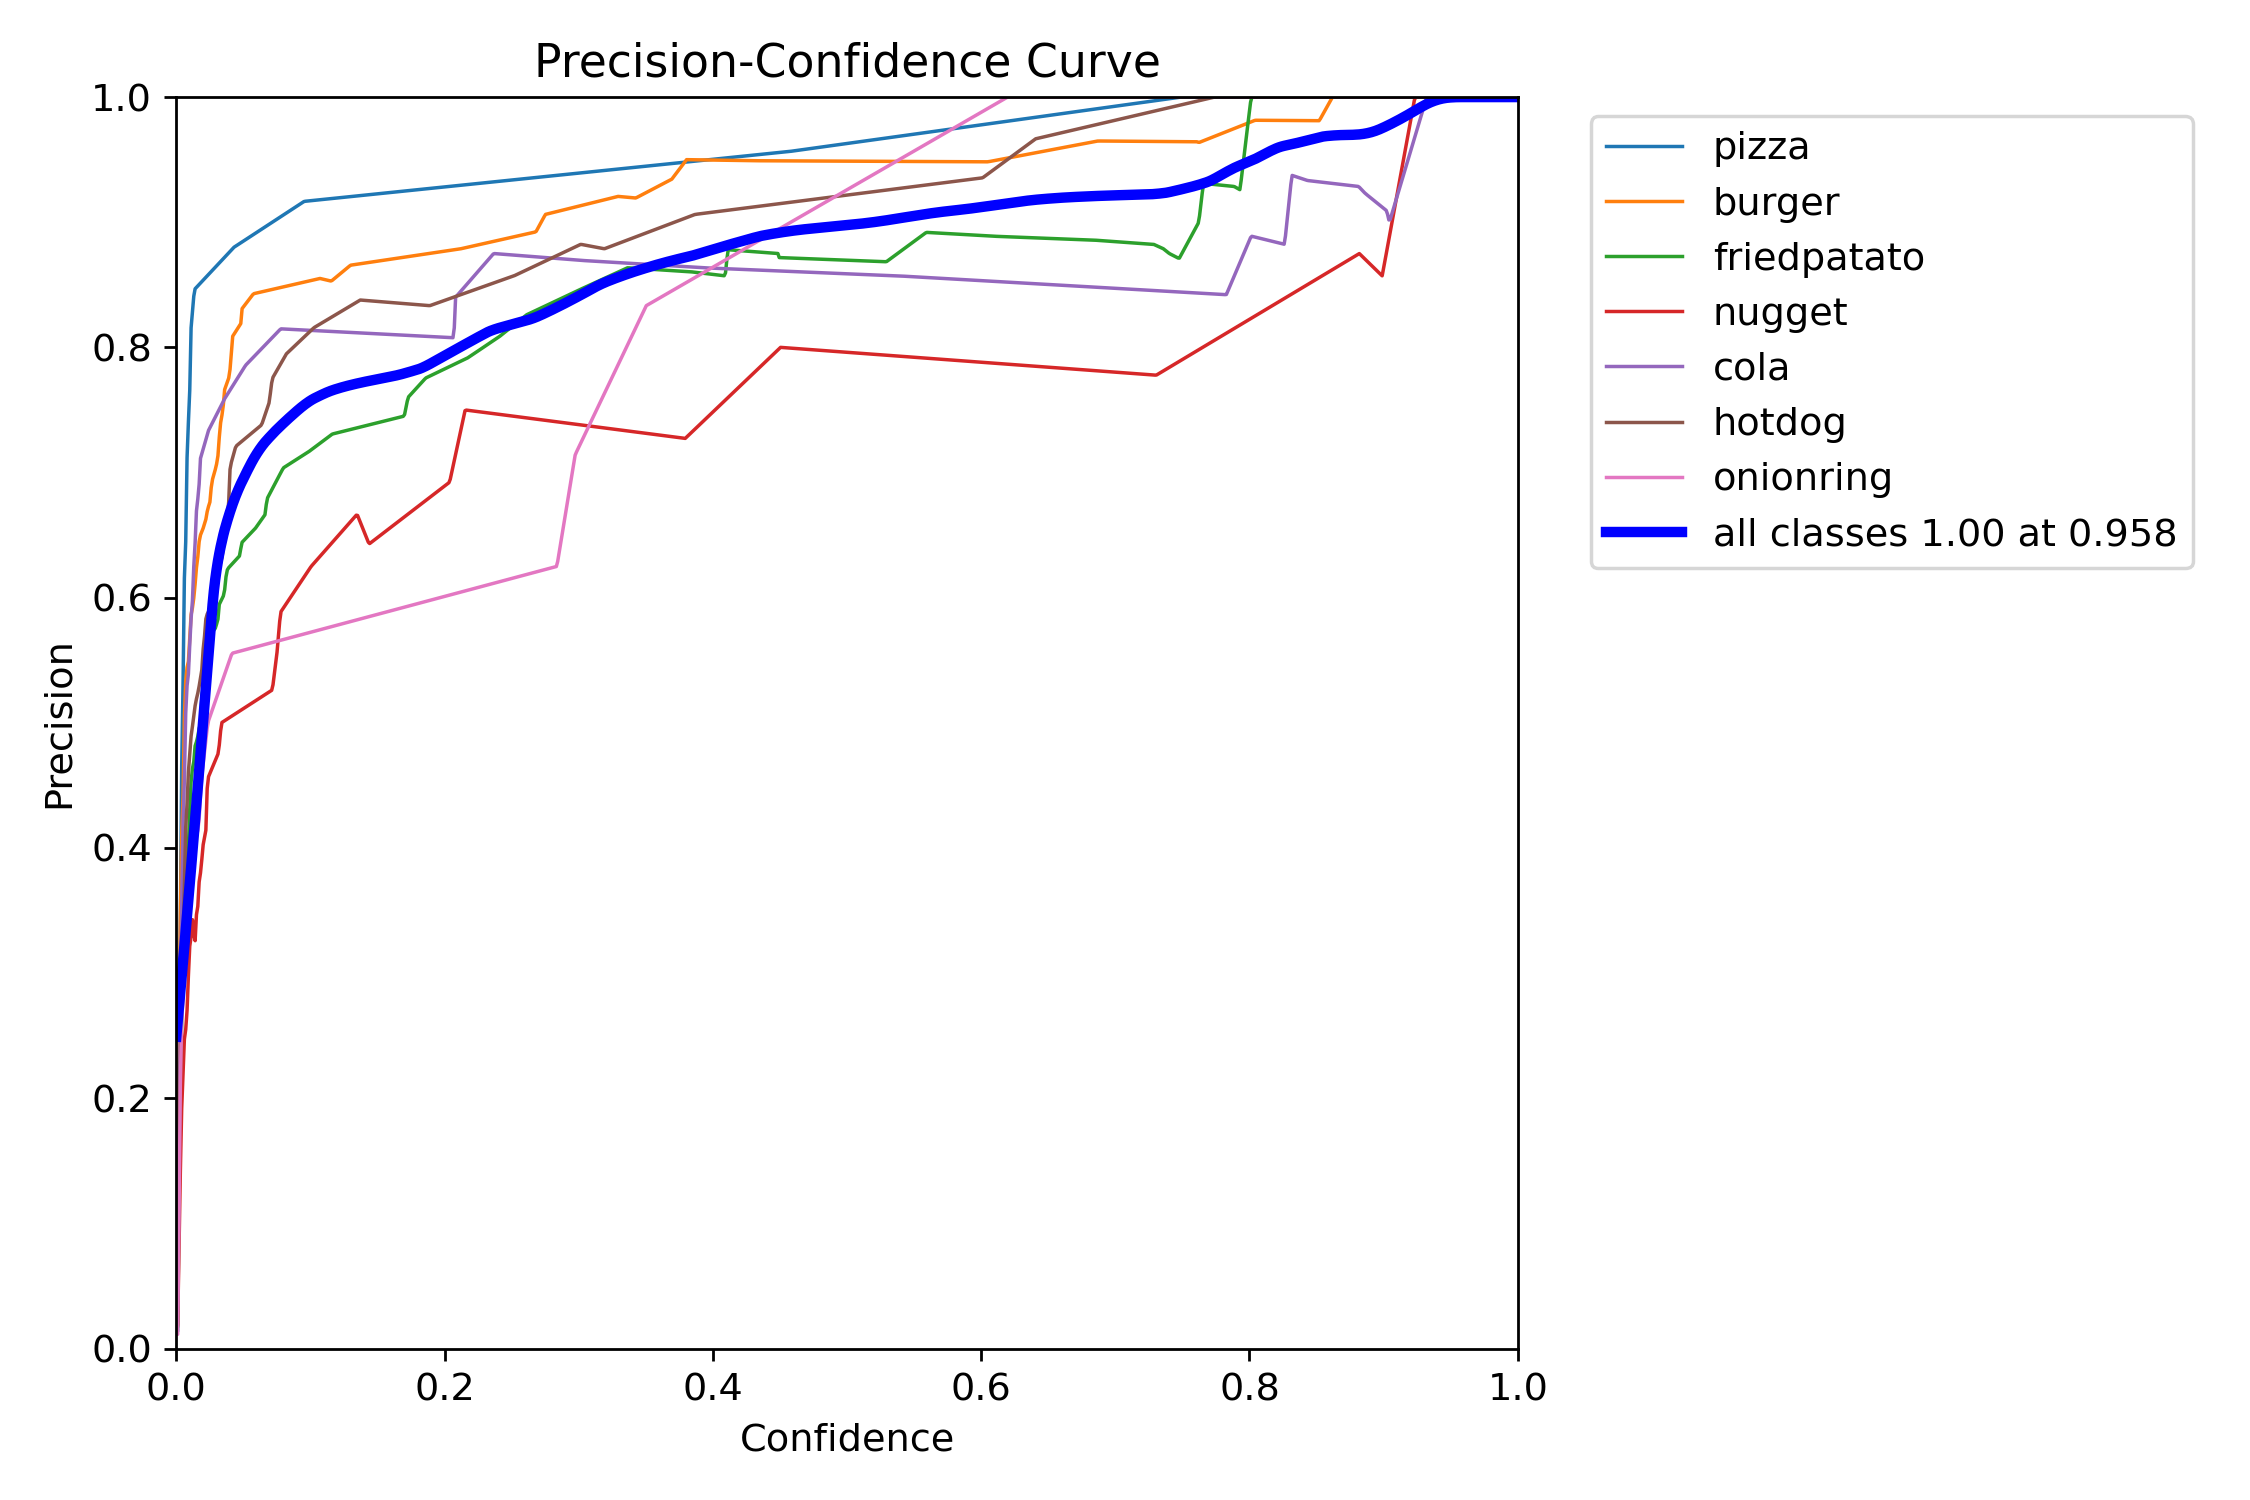 Precision-Confidence Curve
1.0
0.8
0.6
0.4
0.2
0.0
Precision
0.0 0.2 0.4 0.6 0.8 1.0
Confidence
pizza
burger
friedpatato
nugget
cola
hotdog
onionring
all classes 1.00 at 0.958